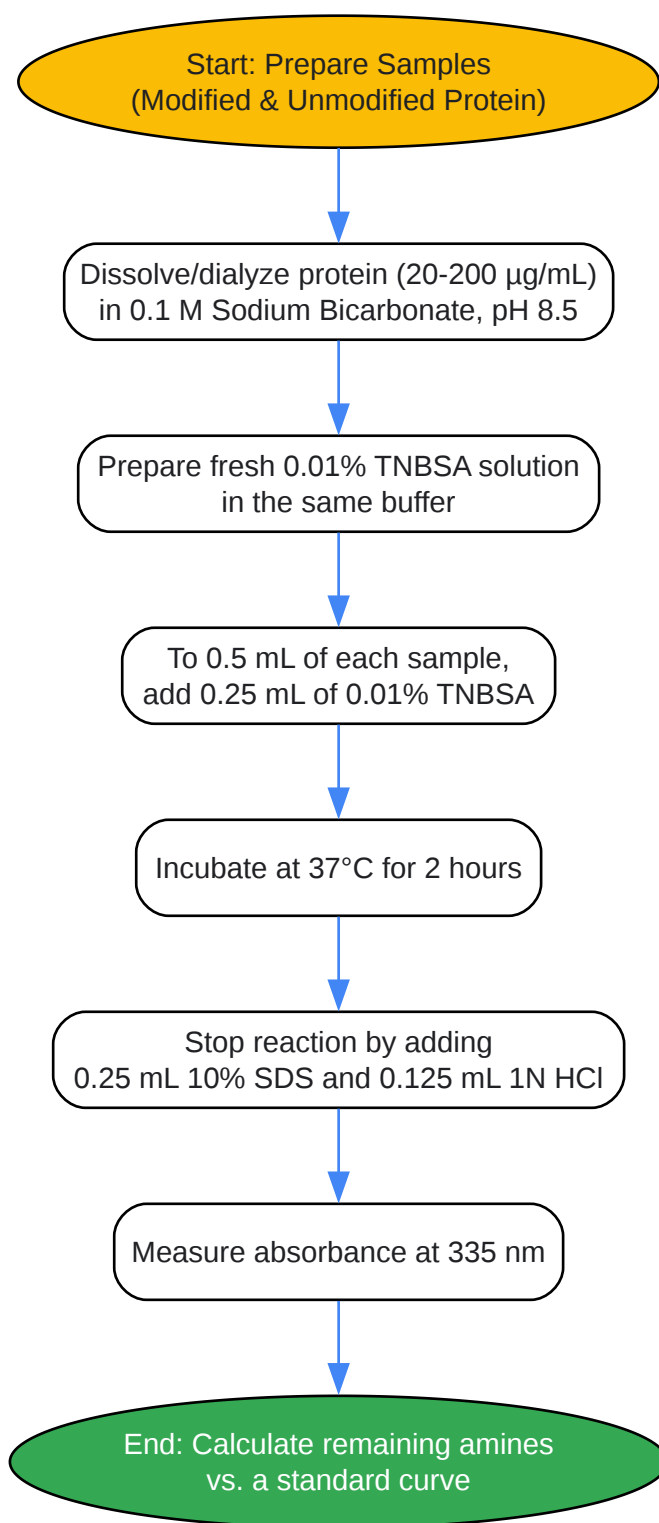 Start: Prepare Samples
(Modified & Unmodified Protein)
Dissolve/dialyze protein (20-200 µg/mL)
in 0.1 M Sodium Bicarbonate, pH 8.5
Prepare fresh 0.01% TNBSA solution
in the same buffer
To 0.5 mL of each sample,
add 0.25 mL of 0.01% TNBSA
Incubate at 37°C for 2 hours
Stop reaction by adding
0.25 mL 10% SDS and 0.125 mL 1N HCl
Measure absorbance at 335 nm
End: Calculate remaining amines
vs. a standard curve